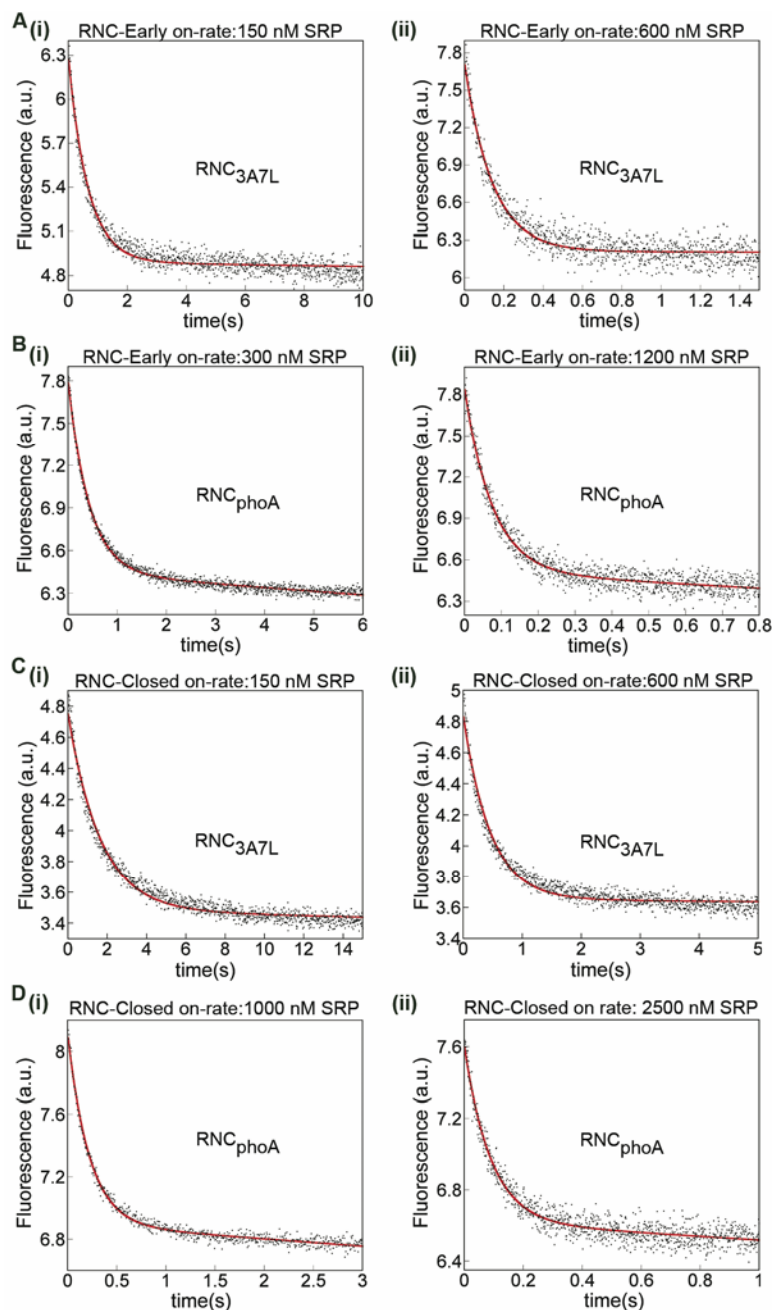 A (i) RNC-Early on-rate:150 nM SRP
6.3
6
5.7
5.4
5.1
4.8
Fluorescence (a.u.)
RNC3A7L
0 2 4 6 8 10
time(s)
(ii) RNC-Early on-rate:600 nM SRP
7.8
7.5
7.2
6.9
6.6
6.3
6
Fluorescence (a.u.)
RNC3A7L
0 0.2 0.4 0.6 0.8 1 1.2 1.4
time(s)
B (i) RNC-Early on-rate:300 nM SRP
7.8
7.5
7.2
6.9
6.6
6.3
Fluorescence (a.u.)
RNCphoA
0 1 2 3 4 5 6
time(s)
(ii) RNC-Early on-rate:1200 nM SRP
7.8
7.5
7.2
6.9
6.6
6.3
Fluorescence (a.u.)
RNCphoA
0 0.1 0.2 0.3 0.4 0.5 0.6 0.7 0.8
time(s)
C (i) RNC-Closed on-rate:150 nM SRP
4.8
4.6
4.4
4.2
4
3.8
3.6
3.4
Fluorescence (a.u.)
RNC3A7L
0 2 4 6 8 10 12 14
time(s)
(ii) RNC-Closed on-rate:600 nM SRP
5
4.8
4.6
4.4
4.2
4
3.8
3.6
3.4
Fluorescence (a.u.)
RNC3A7L
0 1 2 3 4 5
time(s)
D (i) RNC-Closed on-rate:1000 nM SRP
8
7.6
7.2
6.8
Fluorescence (a.u.)
RNCphoA
0 0.5 1 1.5 2 2.5 3
time(s)
(ii) RNC-Closed on rate: 2500 nM SRP
7.6
7.2
6.8
6.4
Fluorescence (a.u.)
RNCphoA
0 0.2 0.4 0.6 0.8 1
time(s)